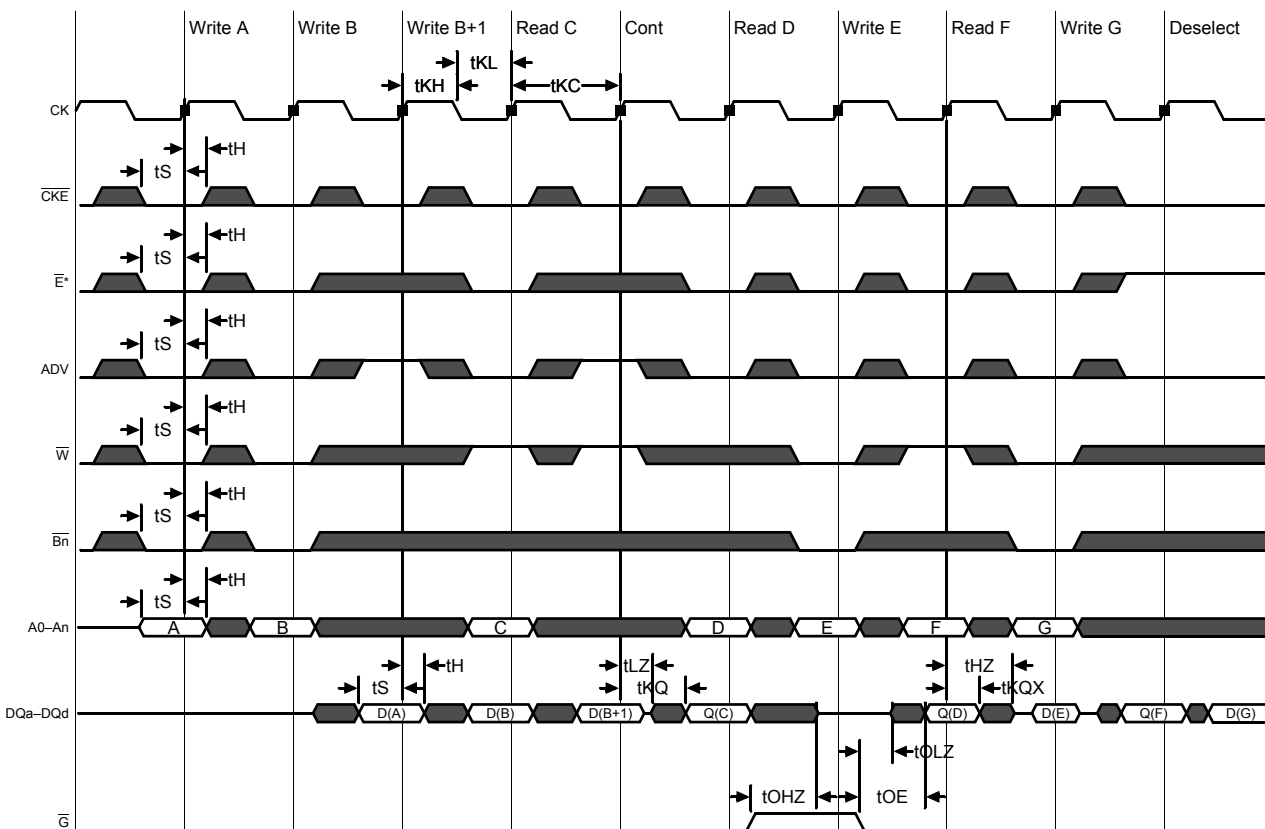 Write A Write B Write B+1 Read C Cont Read D Write E Read F Write G Deselect
tKL
tKH tKC
CK
tH
tS
CKE
tH
tS
E*
tH
tS
ADV
tH
tS
W
tH
tS
Bn
tH
tS
A0–An A B C D E F G
tH tLZ tHZ
tS tKQ tKQX
DQa–DQd D(A) D(B) D(B+1) Q(C) Q(D) D(E) Q(F) D(G)
tOLZ
tOHZ tOE
G